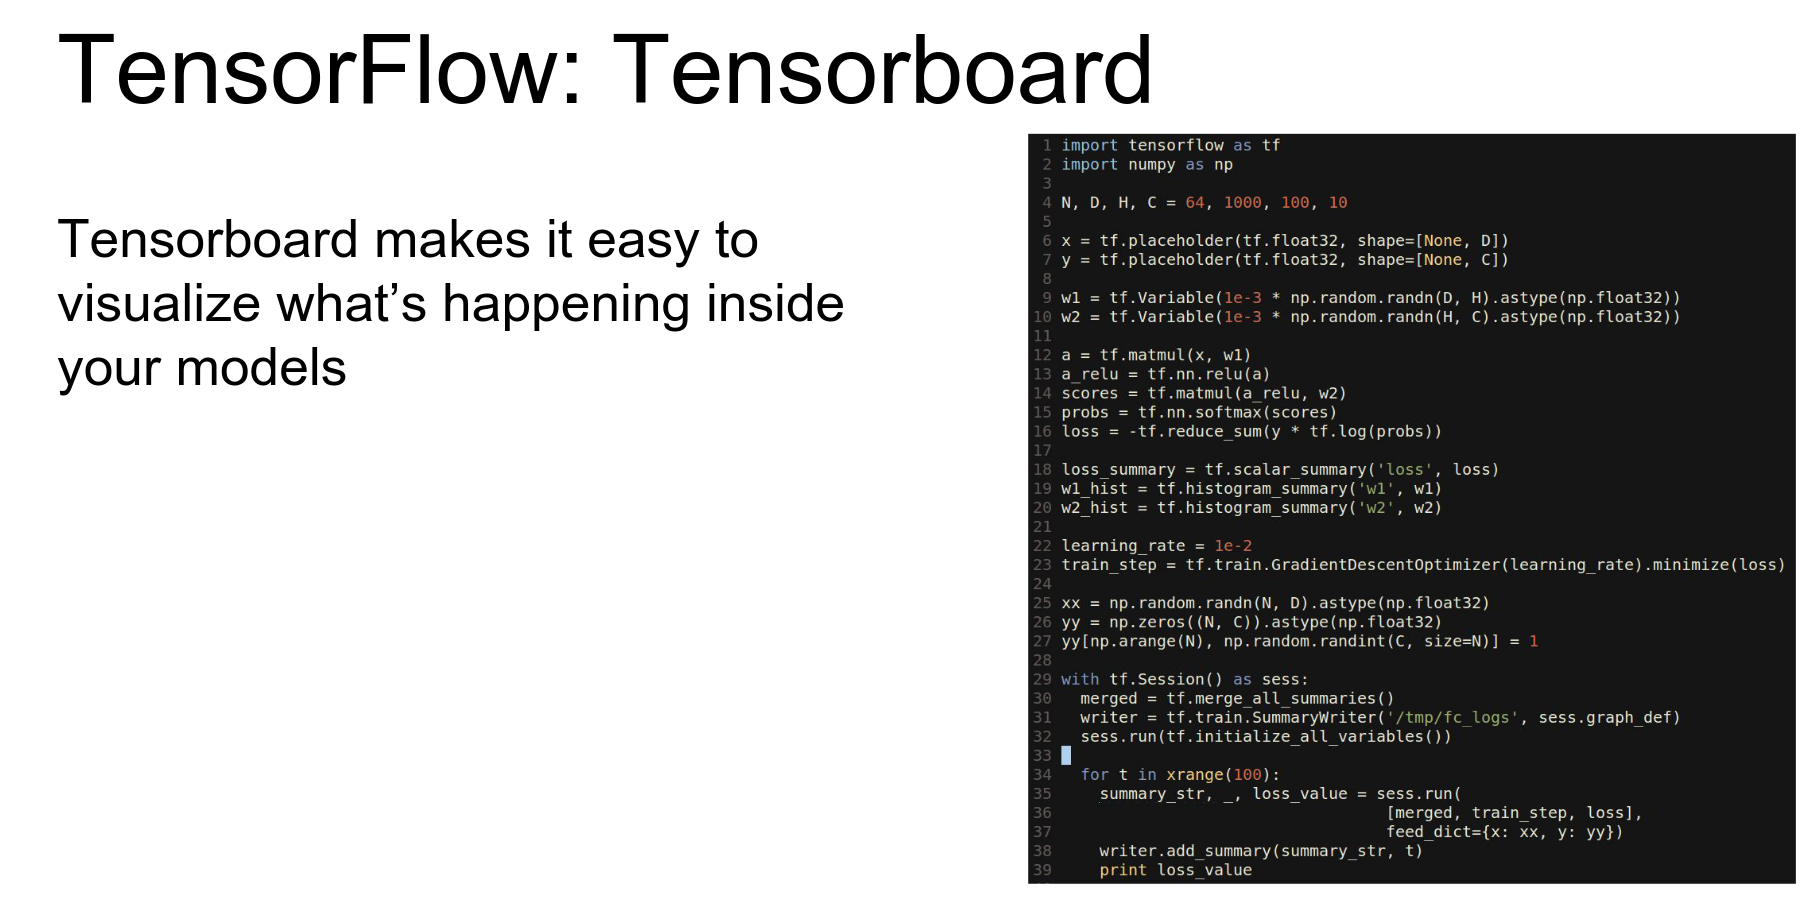 TensorFlow: Tensorboard
Tensorboard makes it easy to
visualize what’s happening inside
your models
1 import tensorflow as tf
2 import numpy as np
3
4 N, D, H, C = 64, 1000, 100, 10
5
6 x = tf.placeholder(tf.float32, shape=[None, D])
7 y = tf.placeholder(tf.float32, shape=[None, C])
8
9 w1 = tf.Variable(1e-3 * np.random.randn(D, H).astype(np.float32))
10 w2 = tf.Variable(1e-3 * np.random.randn(H, C).astype(np.float32))
11
12 a = tf.matmul(x, w1)
13 a_relu = tf.nn.relu(a)
14 scores = tf.matmul(a_relu, w2)
15 probs = tf.nn.softmax(scores)
16 loss = -tf.reduce_sum(y * tf.log(probs))
17
18 loss_summary = tf.scalar_summary('loss', loss)
19 w1_hist = tf.histogram_summary('w1', w1)
20 w2_hist = tf.histogram_summary('w2', w2)
21
22 learning_rate = 1e-2
23 train_step = tf.train.GradientDescentOptimizer(learning_rate).minimize(loss)
24
25 xx = np.random.randn(N, D).astype(np.float32)
26 yy = np.zeros((N, C)).astype(np.float32)
27 yy[np.arange(N), np.random.randint(C, size=N)] = 1
28
29 with tf.Session() as sess:
30   merged = tf.merge_all_summaries()
31   writer = tf.train.SummaryWriter('/tmp/fc_logs', sess.graph_def)
32   sess.run(tf.initialize_all_variables())
33
34   for t in xrange(100):
35     summary_str, _, loss_value = sess.run(
36                                   [merged, train_step, loss],
37                                   feed_dict={x: xx, y: yy})
38     writer.add_summary(summary_str, t)
39     print loss_value